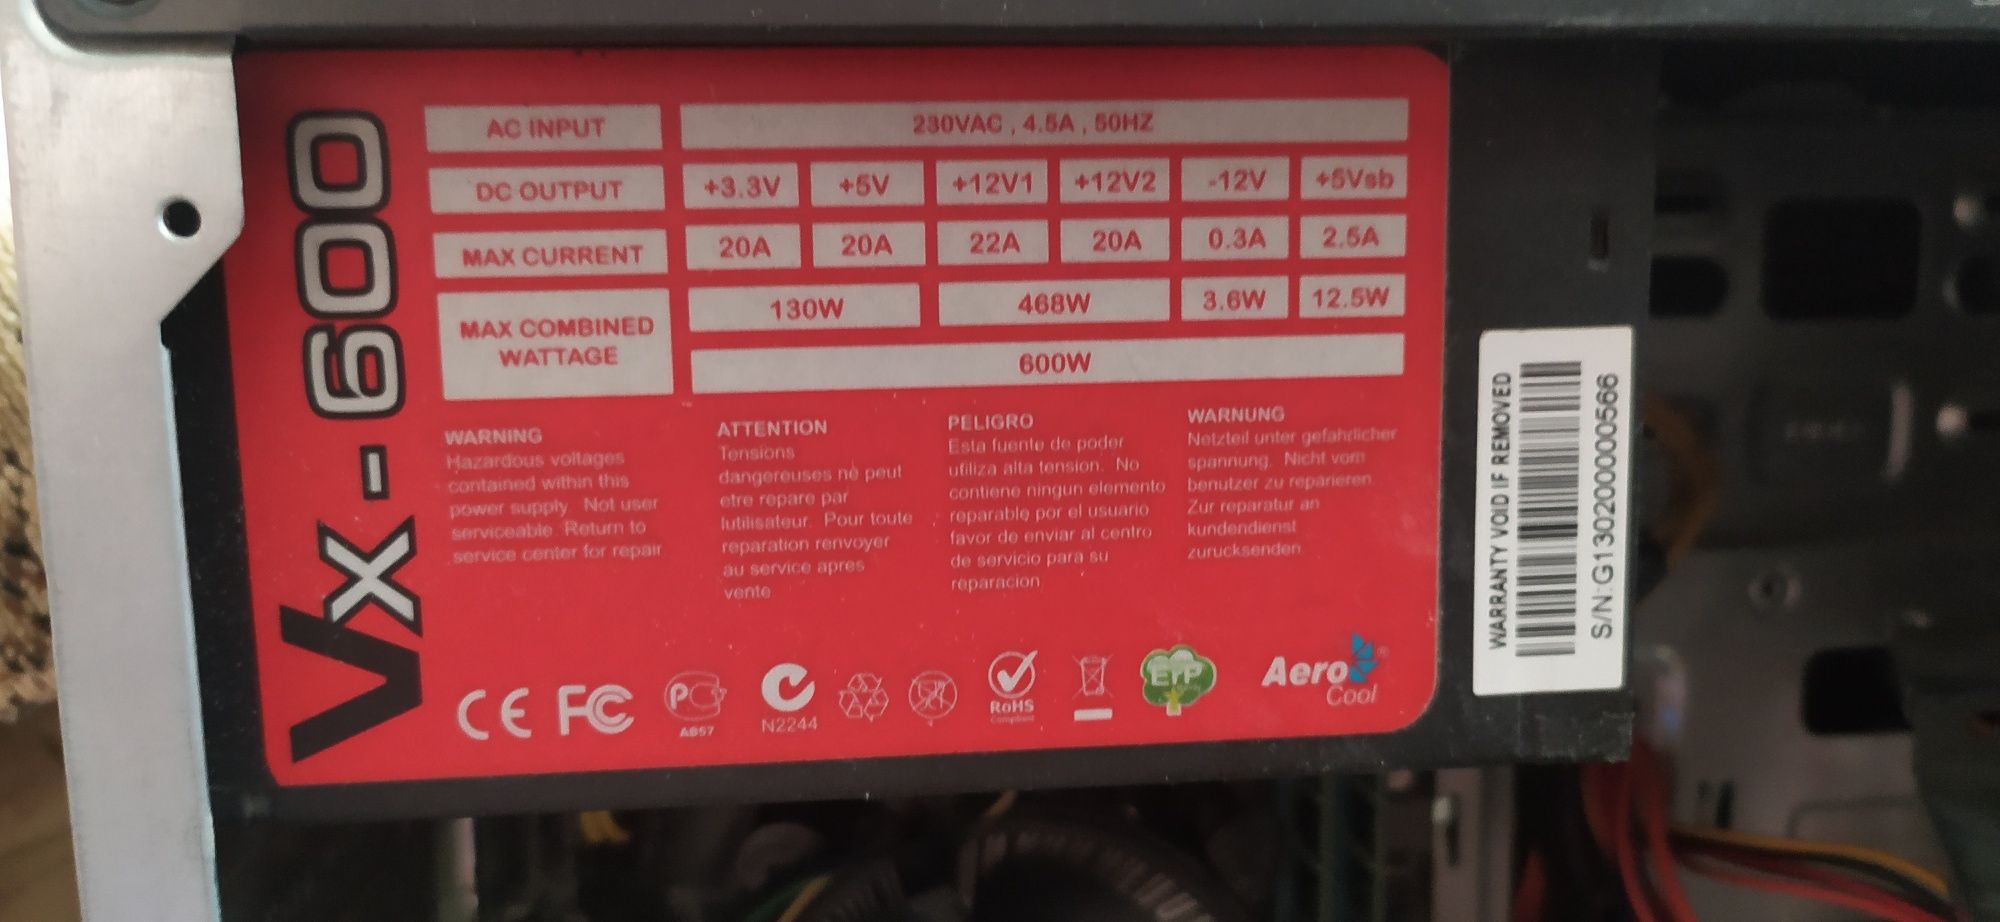 Vx-600
AC INPUT 230VAC , 4.5A , 50HZ
DC OUTPUT +3.3V +5V +12V1 +12V2 -12V +5Vsb
MAX CURRENT 20A 20A 22A 20A 0.3A 2.5A
MAX COMBINED WATTAGE 130W 468W 3.6W 12.5W
600W
WARNING
Hazardous voltages
contained within this
power supply. Not user
serviceable. Return to
service center for repair
ATTENTION
Tensions
dangereuses ne peut
etre repare par
lutilisateur. Pour toute
reparation renvoyer
au service apres
vente
PELIGRO
Esta fuente de poder
utiliza alta tension. No
contiene ningun elemento
reparable por el usuario
favor de enviar al centro
de servicio para su
reparacion
WARNUNG
Netzteil unter gefahrlicher
spannung. Nicht vom
benutzer zu reparieren.
Zur reparatur an
kundendienst
zurucksenden
CE FC PC
AB57
N2244
RoHS
Compliant
ErP
Aero
Cool
WARRANTY VOID IF REMOVED
S/N:G130200000566